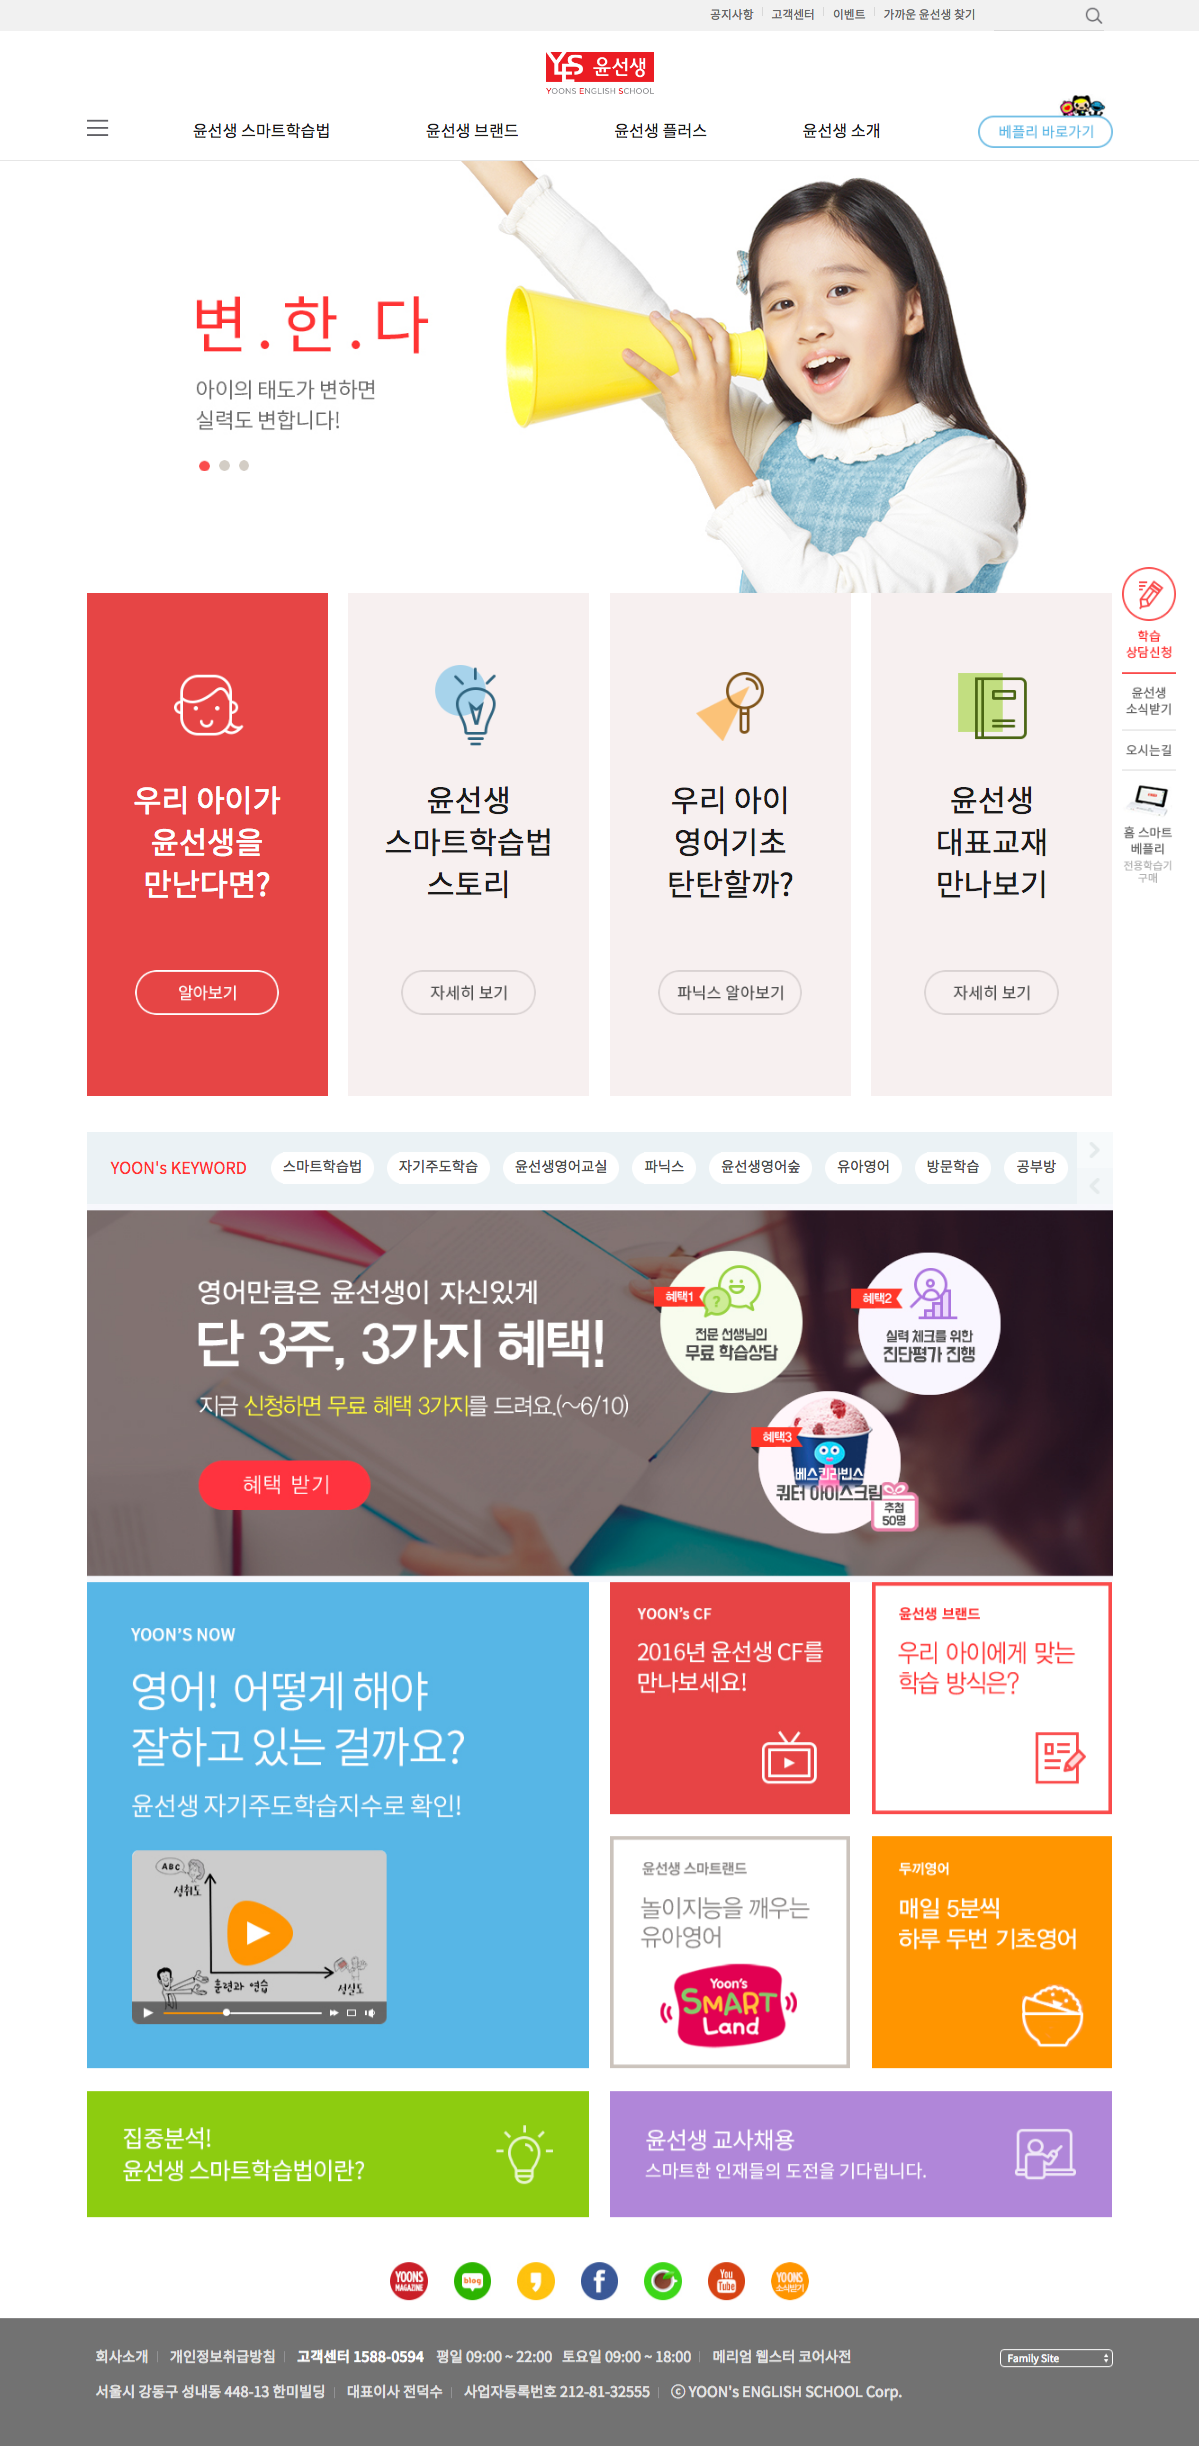 공지사항
고객센터
이벤트
가까운 윤선생 찾기
YES 윤선생
YOONS ENGLISH SCHOOL
윤선생 스마트학습법
윤선생 브랜드
윤선생 플러스
윤선생 소개
베플리 바로가기
변.한.다
아이의 태도가 변하면
실력도 변합니다!
학습
상담신청
윤선생
소식받기
오시는길
홈 스마트
베플리
전용학습기
구매
우리 아이가
윤선생을
만난다면?
알아보기
윤선생
스마트학습법
스토리
자세히 보기
우리 아이
영어기초
탄탄할까?
파닉스 알아보기
윤선생
대표교재
만나보기
자세히 보기
YOON's KEYWORD
스마트학습법
자기주도학습
윤선생영어교실
파닉스
윤선생영어숲
유아영어
방문학습
공부방
영어만큼은 윤선생이 자신있게
단 3주, 3가지 혜택!
지금 신청하면 무료 혜택 3가지를 드려요.(~6/10)
혜택 받기
혜택1
전문 선생님의
무료 학습상담
혜택2
실력 체크를 위한
진단평가 진행
혜택3
베스킨라빈스
쿼터 아이스크림
추첨
50명
YOON'S NOW
영어! 어떻게 해야
잘하고 있는 걸까요?
윤선생 자기주도학습지수로 확인!
ABC
성취도
훈련과 연습
성실도
YOON's CF
2016년 윤선생 CF를
만나보세요!
윤선생 브랜드
우리 아이에게 맞는
학습 방식은?
윤선생 스마트랜드
놀이지능을 깨우는
유아영어
Yoon's
SMART
Land
두끼영어
매일 5분씩
하루 두번 기초영어
집중분석!
윤선생 스마트학습법이란?
윤선생 교사채용
스마트한 인재들의 도전을 기다립니다.
YOONS
MAGAZINE
blog
You
Tube
YOONS
소식받기
회사소개
개인정보취급방침
고객센터 1588-0594 평일 09:00 ~ 22:00 토요일 09:00 ~ 18:00
메리엄 웹스터 코어사전
Family Site
서울시 강동구 성내동 448-13 한미빌딩
대표이사 전덕수
사업자등록번호 212-81-32555
ⓒ YOON's ENGLISH SCHOOL Corp.